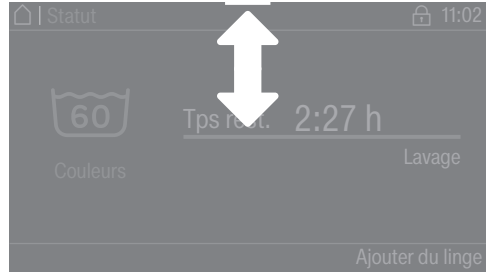 | Statut 11:02
60 Tps rest. 2:27 h
Lavage
Couleurs
Ajouter du linge